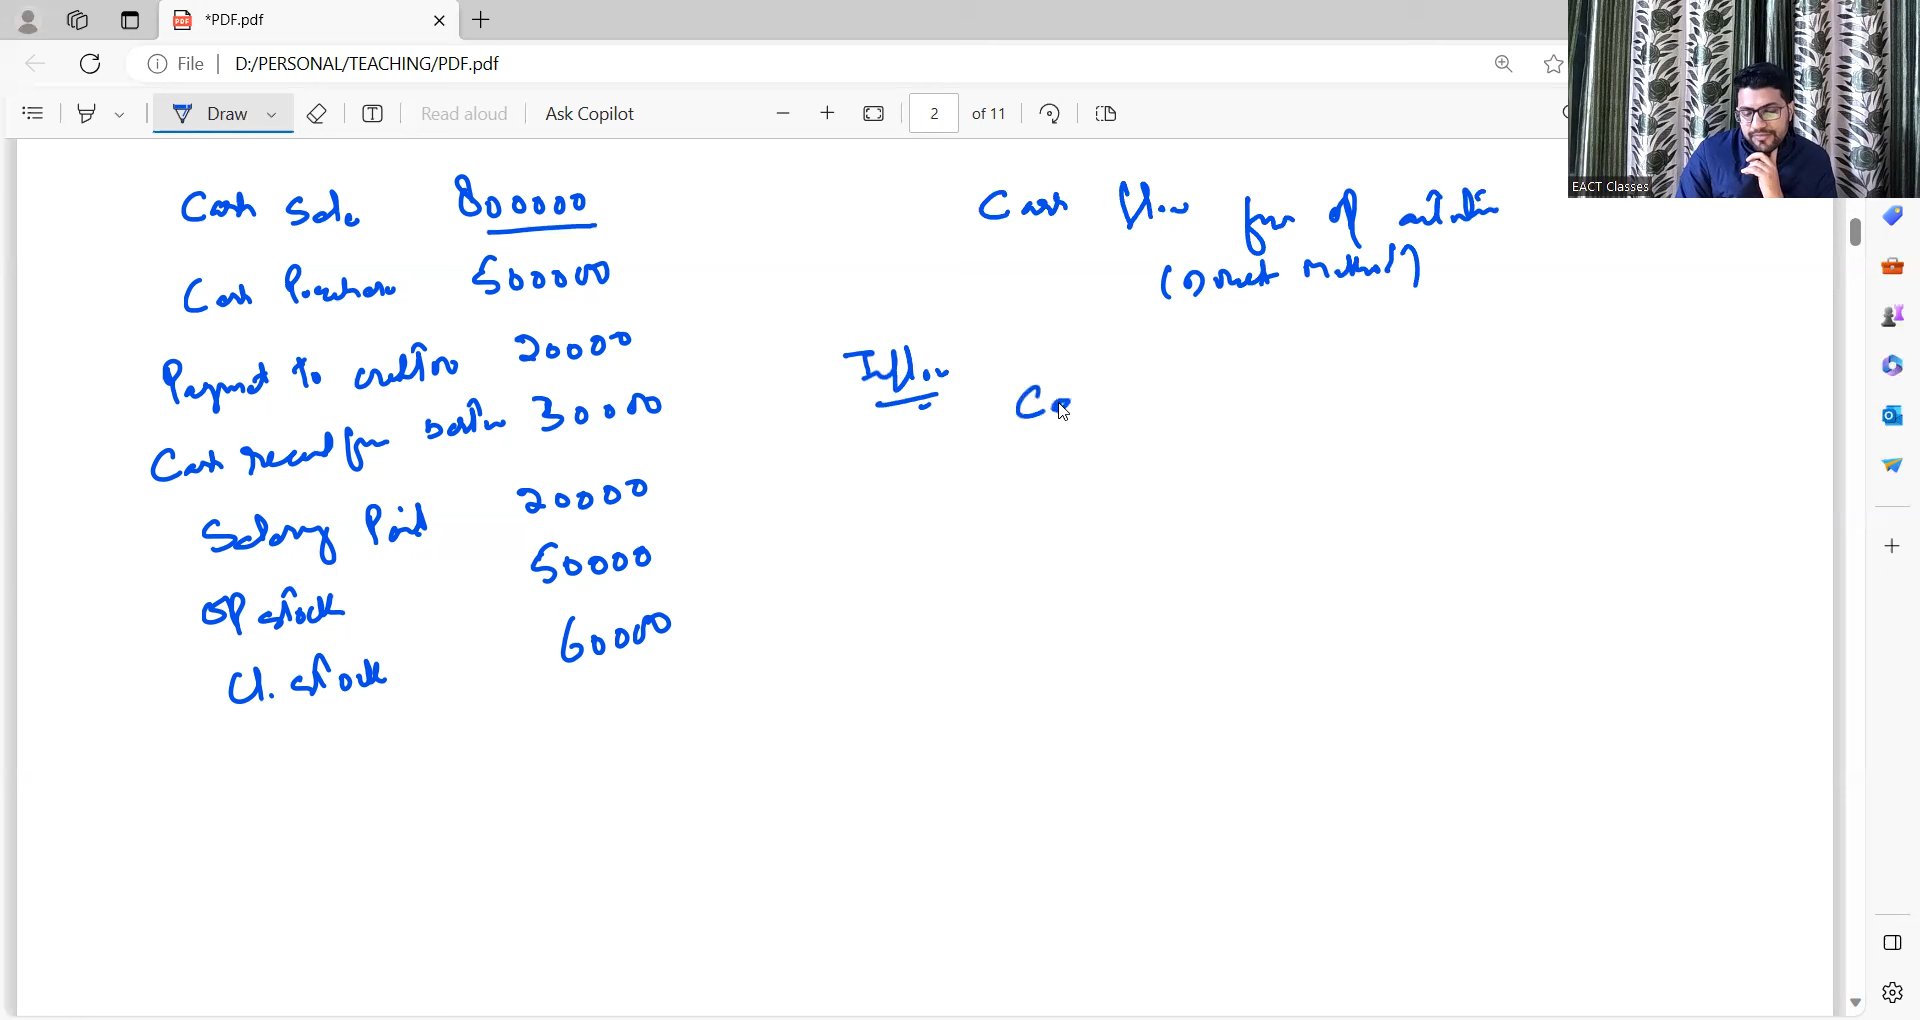 *PDF.pdf
File
D:/PERSONAL/TEACHING/PDF.pdf
Draw
Read aloud
Ask Copilot
2 of 11
EACT Classes
Cash Sale 800000
Cash Purchase 500000
Payment to creditors 20000
Cash received from debtors 30000
Salary Paid 20000
OP stock 50000
Cl. stock 60000
Cash flow from op activities
(Direct Method)
Inflow
Ca